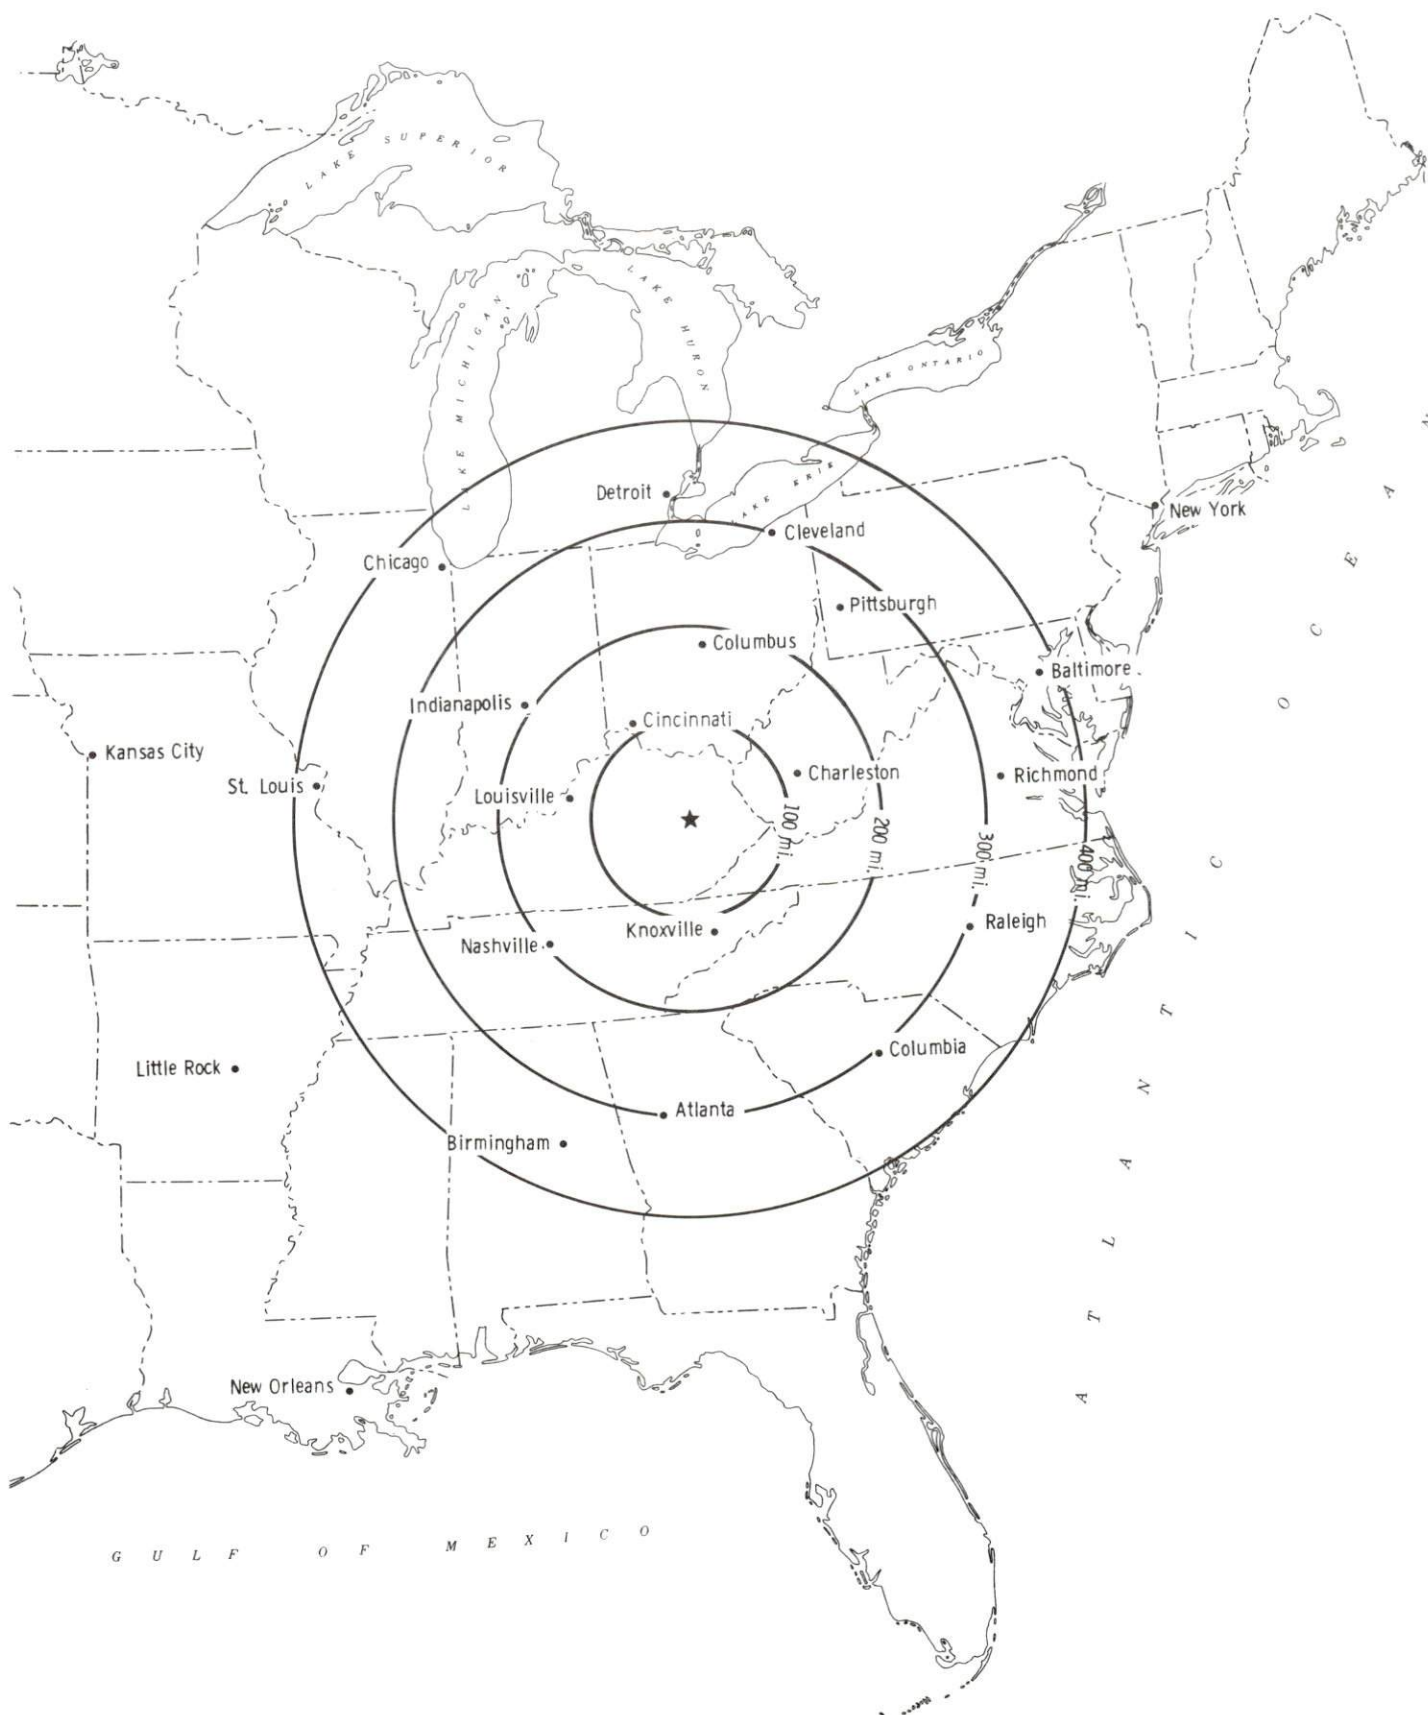 LAKE SUPERIOR
LAKE MICHIGAN
LAKE HURON
LAKE ONTARIO
LAKE ERIE
Detroit
New York
Cleveland
Chicago
Pittsburgh
Columbus
Baltimore
Indianapolis
Cincinnati
Kansas City
Charleston
Richmond
St. Louis
Louisville
100 mi.
200 mi.
300 mi.
400 mi.
Raleigh
Knoxville
Nashville
Columbia
Little Rock
Atlanta
Birmingham
New Orleans
ATLANTIC OCEAN
GULF OF MEXICO